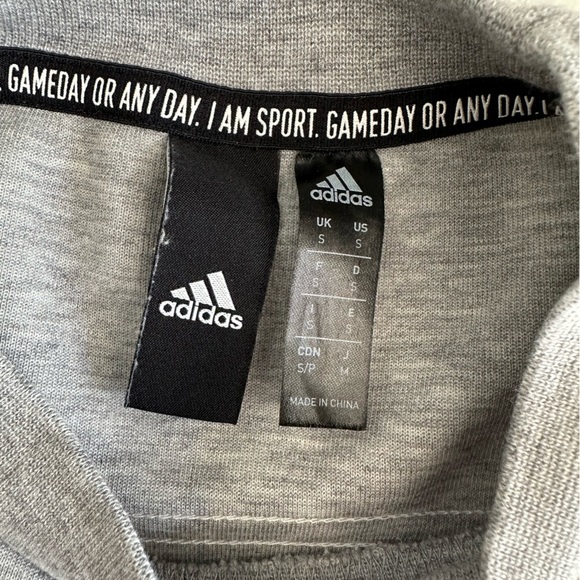 . GAMEDAY OR ANY DAY. I AM SPORT. GAMEDAY OR ANY DAY. I
adidas
adidas
UK US
S S
F D
S S
I E
S S
CDN J
S/P M
MADE IN CHINA